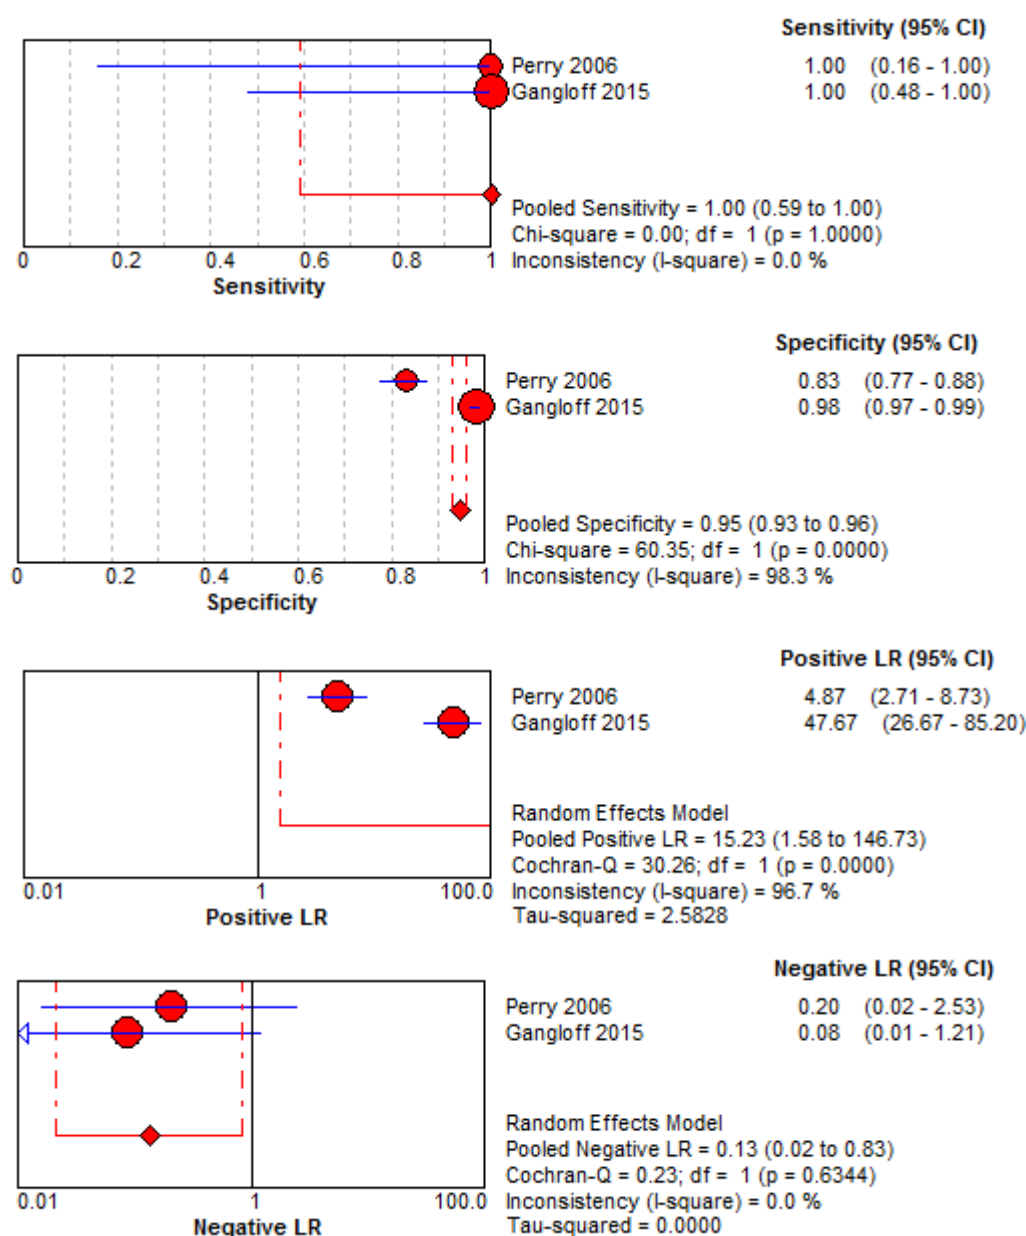 Sensitivity (95% CI)
Perry 2006 1.00 (0.16 - 1.00)
Gangloff 2015 1.00 (0.48 - 1.00)
Pooled Sensitivity = 1.00 (0.59 to 1.00)
Chi-square = 0.00; df = 1 (p = 1.0000)
0 0.2 0.4 0.6 0.8 1 Inconsistency (I-square) = 0.0 %
Sensitivity
Specificity (95% CI)
Perry 2006 0.83 (0.77 - 0.88)
Gangloff 2015 0.98 (0.97 - 0.99)
Pooled Specificity = 0.95 (0.93 to 0.96)
Chi-square = 60.35; df = 1 (p = 0.0000)
0 0.2 0.4 0.6 0.8 1 Inconsistency (I-square) = 98.3 %
Specificity
Positive LR (95% CI)
Perry 2006 4.87 (2.71 - 8.73)
Gangloff 2015 47.67 (26.67 - 85.20)
Random Effects Model
Pooled Positive LR = 15.23 (1.58 to 146.73)
Cochran-Q = 30.26; df = 1 (p = 0.0000)
0.01 1 100.0 Inconsistency (I-square) = 96.7 %
Positive LR Tau-squared = 2.5828
Negative LR (95% CI)
Perry 2006 0.20 (0.02 - 2.53)
Gangloff 2015 0.08 (0.01 - 1.21)
Random Effects Model
Pooled Negative LR = 0.13 (0.02 to 0.83)
Cochran-Q = 0.23; df = 1 (p = 0.6344)
0.01 1 100.0 Inconsistency (I-square) = 0.0 %
Negative LR Tau-squared = 0.0000